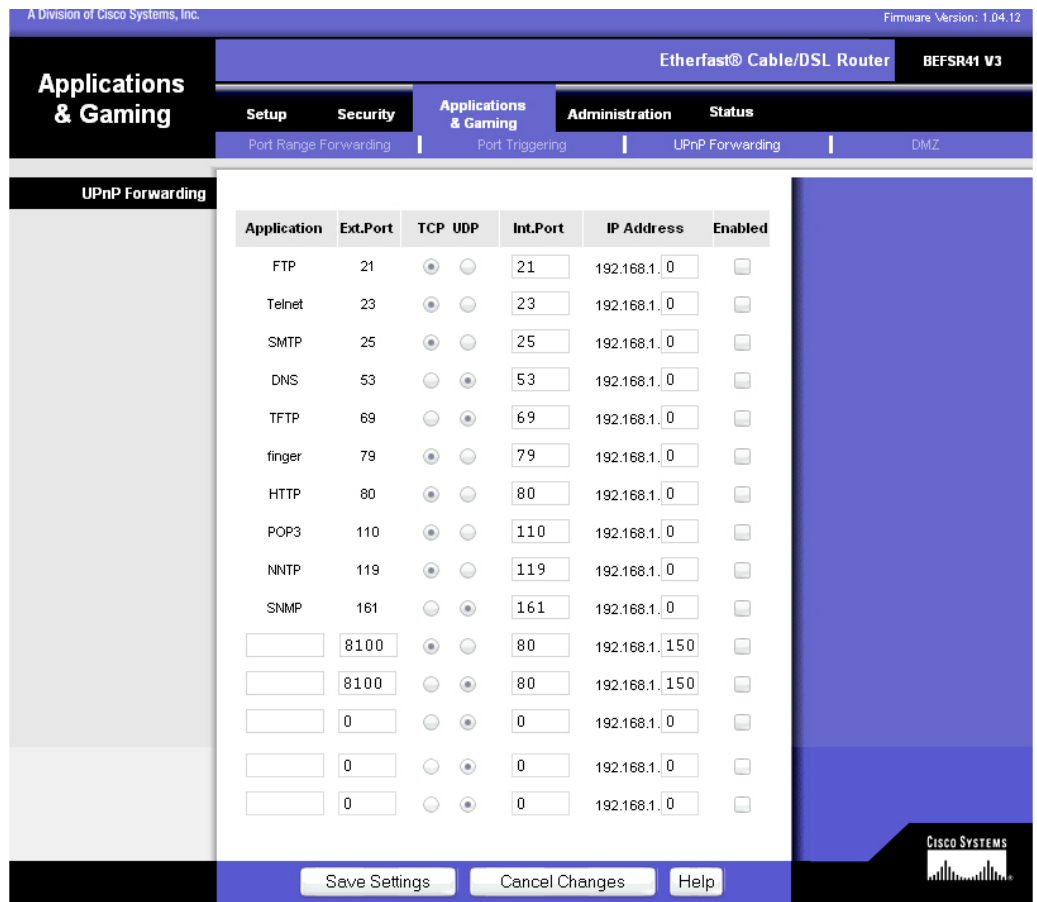 A Division of Cisco Systems, Inc.
Firmware Version: 1.04.12
Etherfast® Cable/DSL Router
BEFSR41 V3
Applications
& Gaming
Setup
Security
Applications
& Gaming
Administration
Status
Port Range Forwarding
Port Triggering
UPnP Forwarding
DMZ
UPnP Forwarding
Application Ext.Port TCP UDP Int.Port IP Address Enabled
FTP 21 21 192.168.1. 0
Telnet 23 23 192.168.1. 0
SMTP 25 25 192.168.1. 0
DNS 53 53 192.168.1. 0
TFTP 69 69 192.168.1. 0
finger 79 79 192.168.1. 0
HTTP 80 80 192.168.1. 0
POP3 110 110 192.168.1. 0
NNTP 119 119 192.168.1. 0
SNMP 161 161 192.168.1. 0
8100 80 192.168.1. 150
8100 80 192.168.1. 150
0 0 192.168.1. 0
0 0 192.168.1. 0
0 0 192.168.1. 0
CISCO SYSTEMS
Save Settings
Cancel Changes
Help